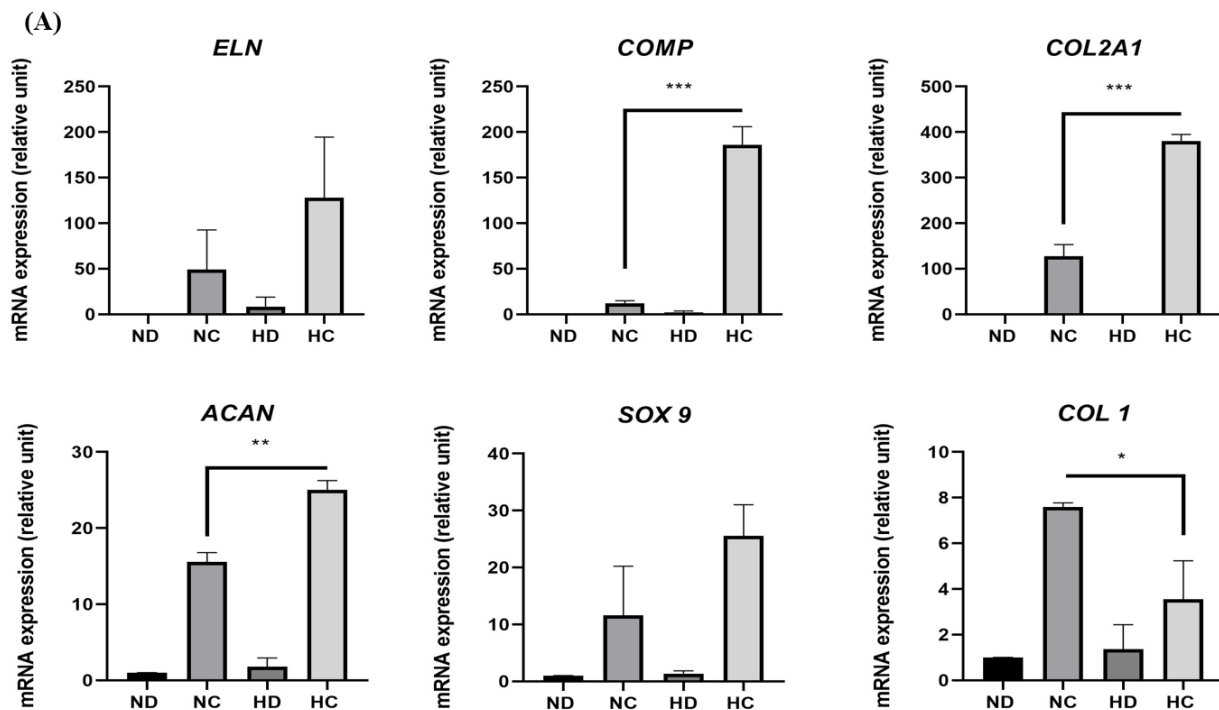 (A)
ELN
mRNA expression (relative unit)
250
200
150
100
50
0
ND NC HD HC
COMP
mRNA expression (relative unit)
250
200
150
100
50
0
***
ND NC HD HC
COL2A1
mRNA expression (relative unit)
500
400
300
200
100
0
***
ND NC HD HC
ACAN
mRNA expression (relative unit)
30
20
10
0
**
ND NC HD HC
SOX 9
mRNA expression (relative unit)
40
30
20
10
0
ND NC HD HC
COL 1
mRNA expression (relative unit)
10
8
6
4
2
0
*
ND NC HD HC